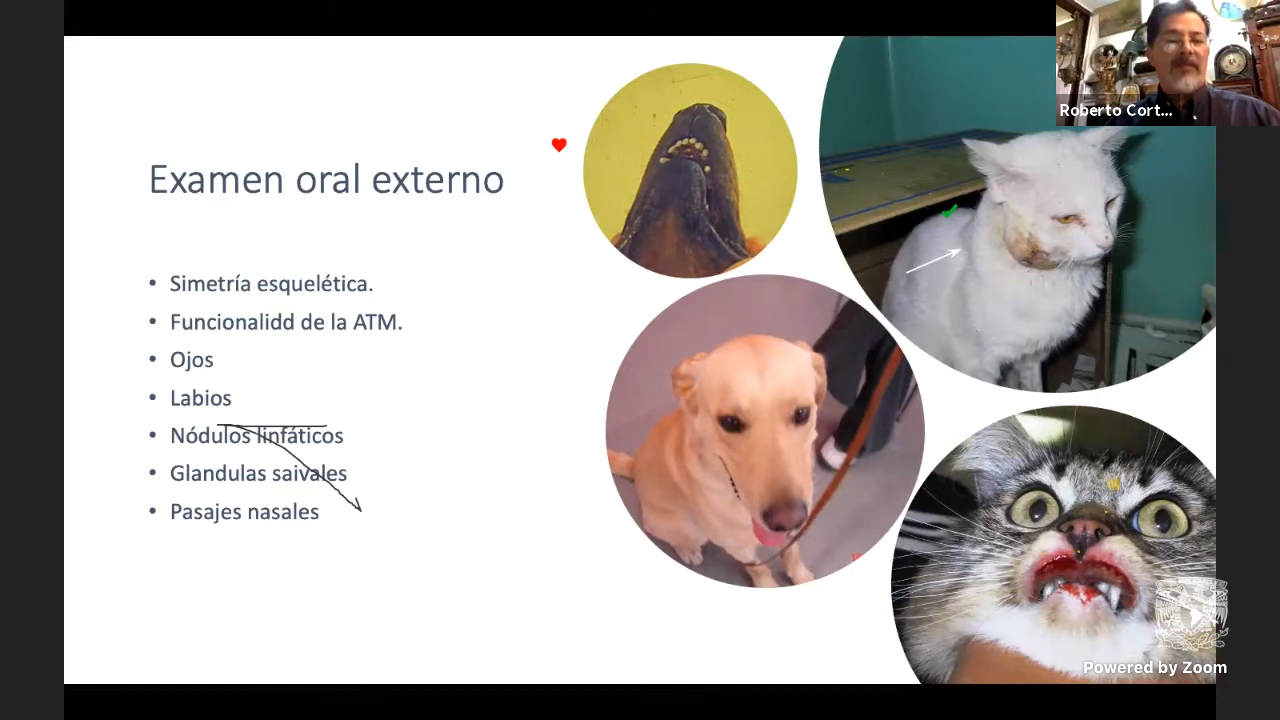 Roberto Cort...
Examen oral externo
• Simetría esquelética.
• Funcionalidd de la ATM.
• Ojos
• Labios
• Nódulos linfáticos
• Glandulas saivales
• Pasajes nasales
Powered by Zoom